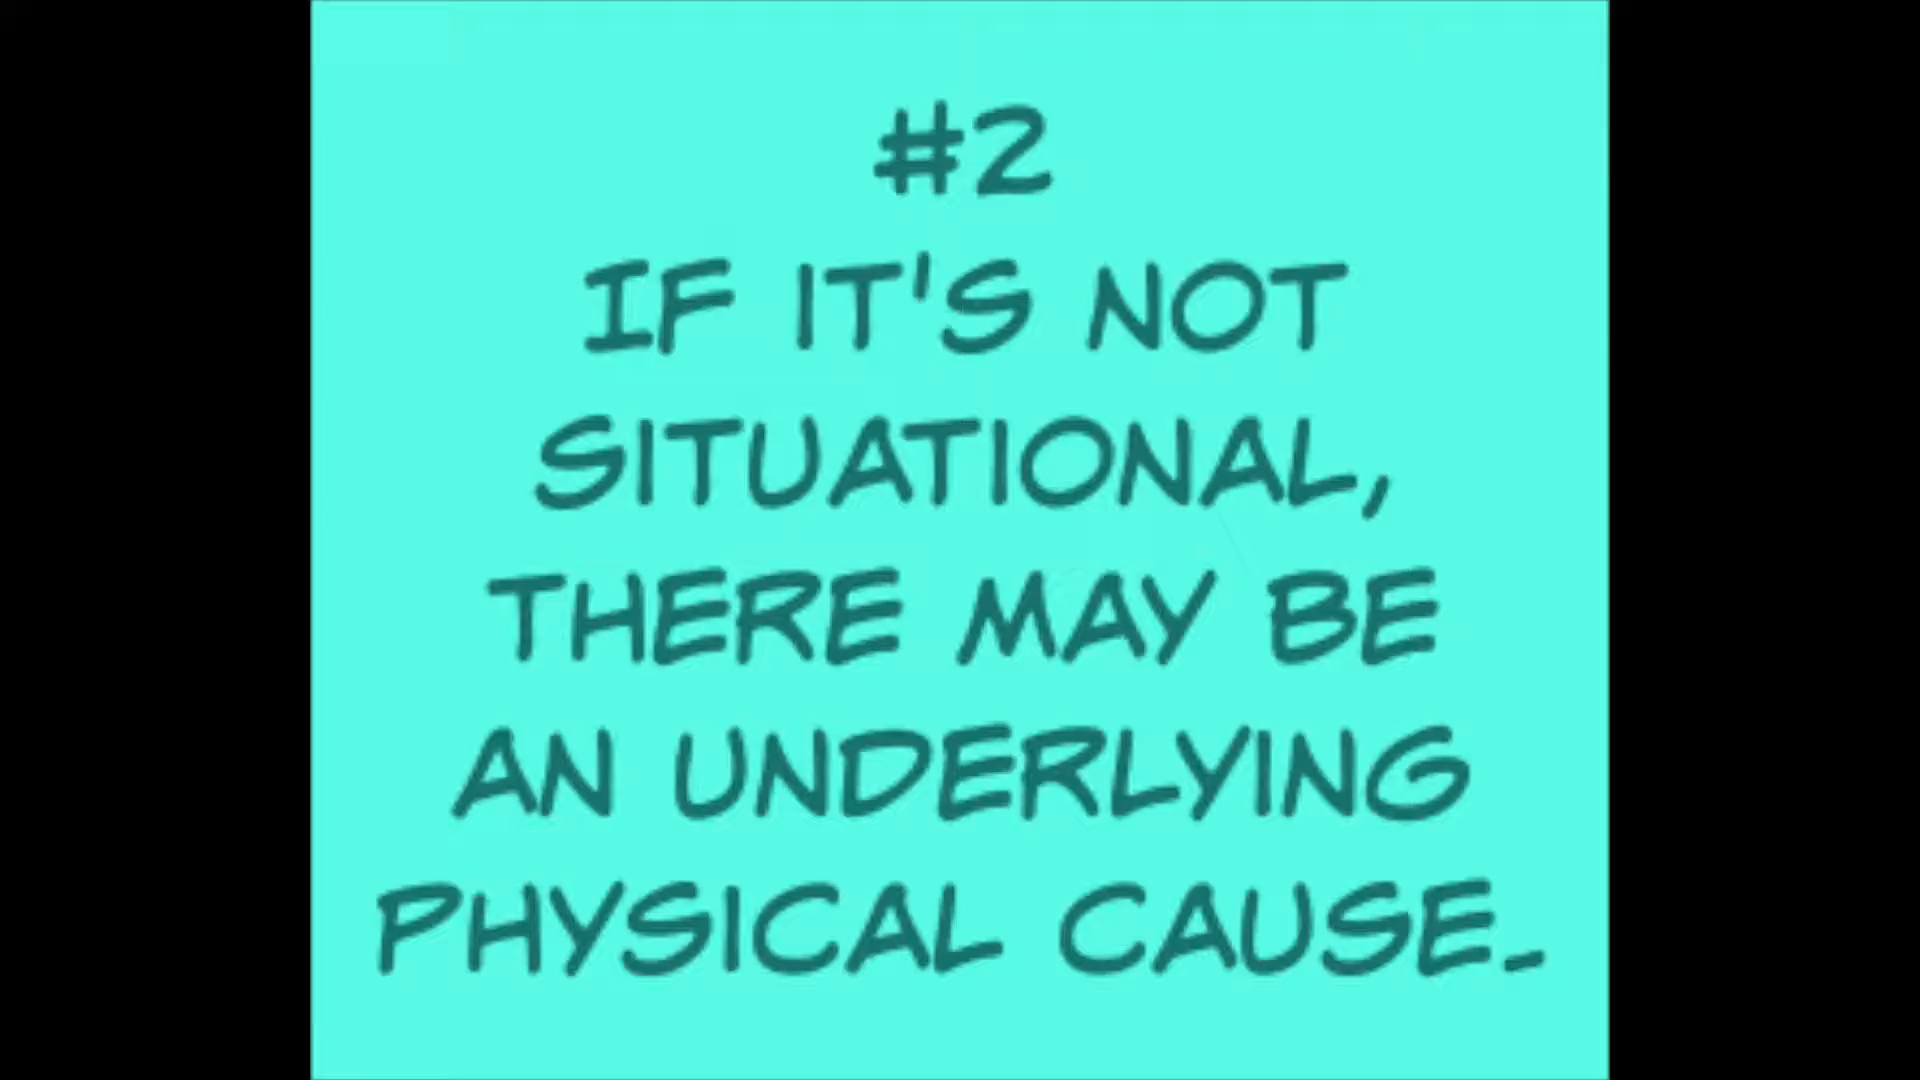 #2
IF IT'S NOT
SITUATIONAL,
THERE MAY BE
AN UNDERLYING
PHYSICAL CAUSE.